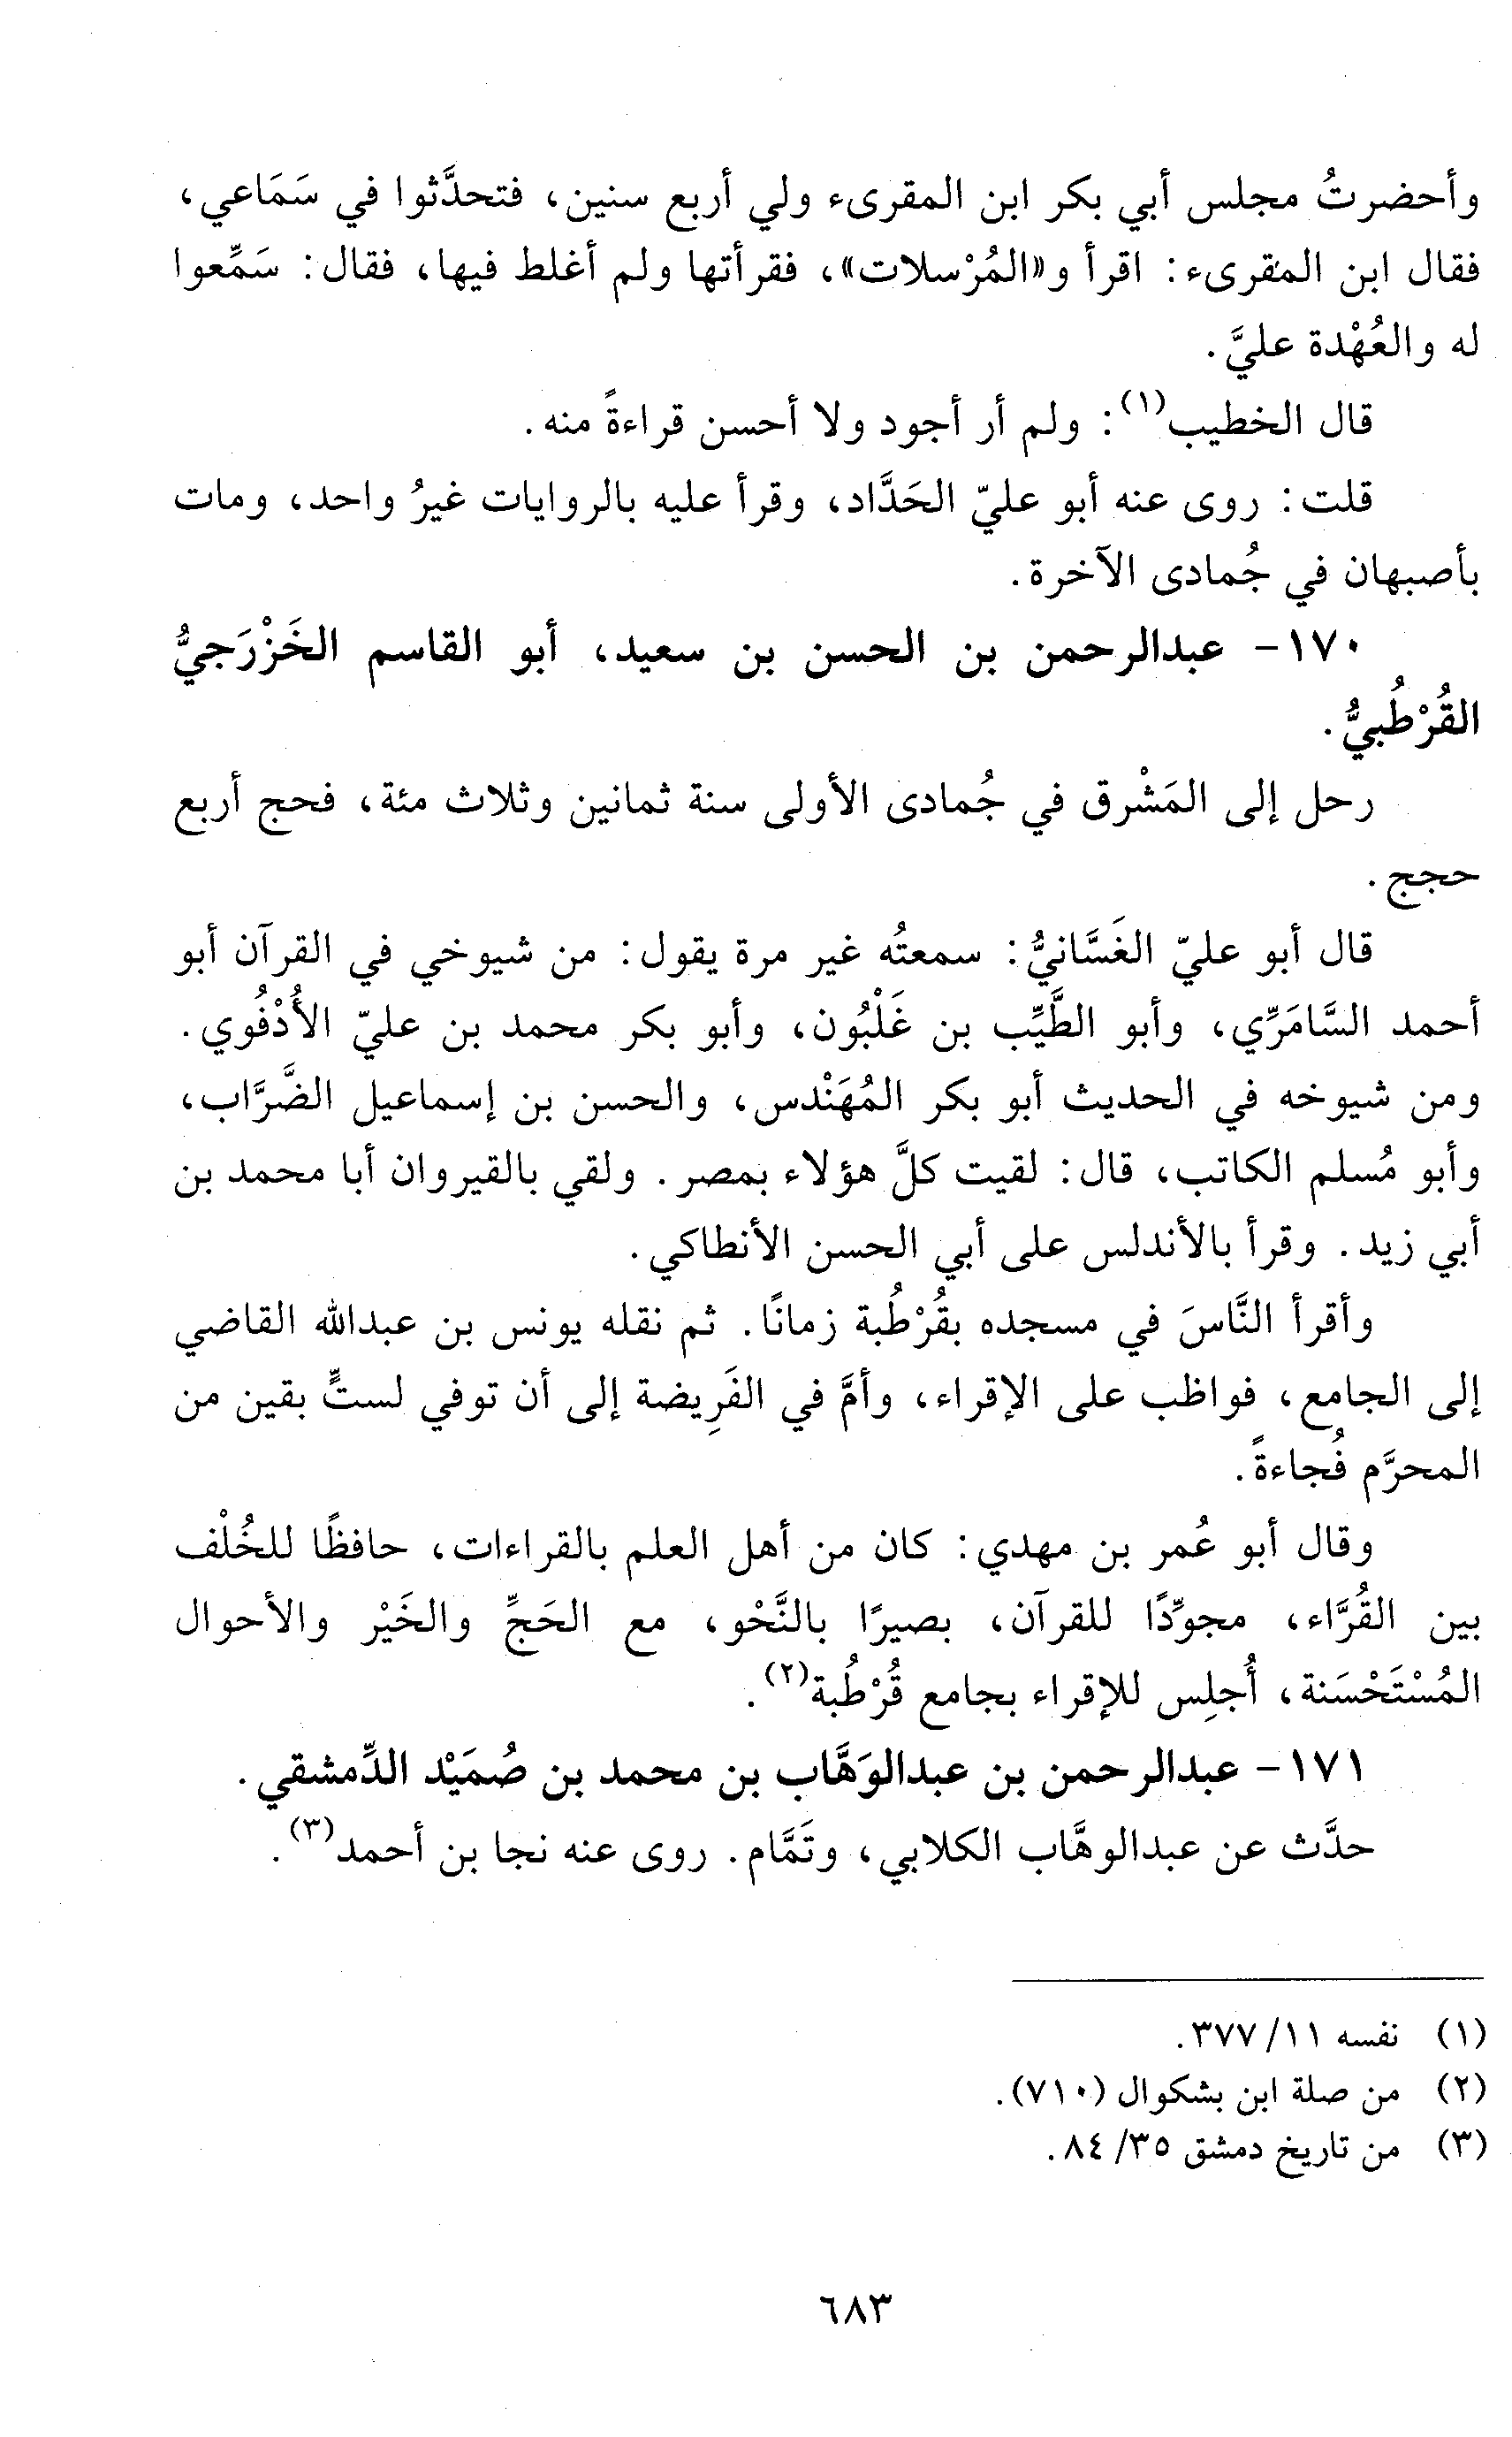 وأحضرتُ مجلس أبي بكر ابن المقرىء ولي أربع سنين، فتحدَّثوا في سَمَاعي،
فقال ابن المقرىء: اقرأ و«المُرْسلات»، فقرأتها ولم أغلط فيها، فقال: سَمِّعوا
له والعُهْدة عليَّ.
قال الخطيب(١): ولم أر أجود ولا أحسن قراءةً منه.
قلت: روى عنه أبو عليّ الحَدَّاد، وقرأ عليه بالروايات غيرُ واحد، ومات
بأصبهان في جُمادى الآخرة.
١٧٠- عبدالرحمن بن الحسن بن سعيد، أبو القاسم الخَزْرَجيُّ
القُرْطُبيُّ.
رحل إلى المَشْرق في جُمادى الأولى سنة ثمانين وثلاث مئة، فحج أربع
حجج.
قال أبو عليّ الغَسَّانيُّ: سمعتُه غير مرة يقول: من شيوخي في القرآن أبو
أحمد السَّامَرِّي، وأبو الطَّيِّب بن غَلْبُون، وأبو بكر محمد بن عليّ الأُدْفُوي.
ومن شيوخه في الحديث أبو بكر المُهَنْدس، والحسن بن إسماعيل الضَّرَّاب،
وأبو مُسلم الكاتب، قال: لقيت كلَّ هؤلاء بمصر. ولقي بالقيروان أبا محمد بن
أبي زيد. وقرأ بالأندلس على أبي الحسن الأنطاكي.
وأقرأ النَّاسَ في مسجده بقُرْطُبة زمانًا. ثم نقله يونس بن عبدالله القاضي
إلى الجامع، فواظب على الإقراء، وأمَّ في الفَرِيضة إلى أن توفي لستٍّ بقين من
المحرَّم فُجاءةً.
وقال أبو عُمر بن مهدي: كان من أهل العلم بالقراءات، حافظًا للخُلْف
بين القُرَّاء، مجوِّدًا للقرآن، بصيرًا بالنَّحْو، مع الحَجِّ والخَيْر والأحوال
المُسْتَحْسَنة، أُجلِس للإقراء بجامع قُرْطُبة(٢).
١٧١- عبدالرحمن بن عبدالوَهَّاب بن محمد بن صُمَيْد الدِّمشقي.
حدَّث عن عبدالوهَّاب الكلابي، وتَمَّام. روى عنه نجا بن أحمد(٣).
(١) نفسه ١١/ ٣٧٧.
(٢) من صلة ابن بشكوال (٧١٠).
(٣) من تاريخ دمشق ٣٥/ ٨٤.
٦٨٣